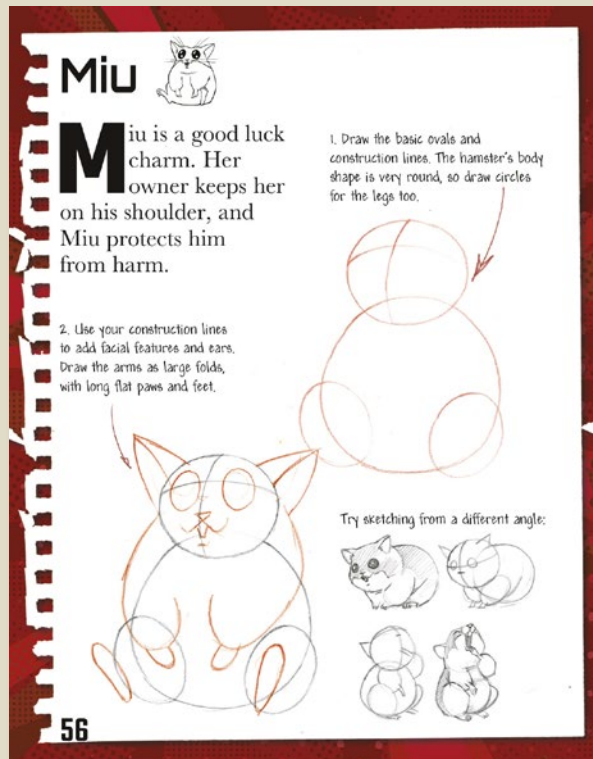 Miu
Miu is a good luck
charm. Her
owner keeps her
on his shoulder, and
Miu protects him
from harm.
1. Draw the basic ovals and
construction lines. The hamster's body
shape is very round, so draw circles
for the legs too.
2. Use your construction lines
to add facial features and ears.
Draw the arms as large folds,
with long flat paws and feet.
Try sketching from a different angle:
56